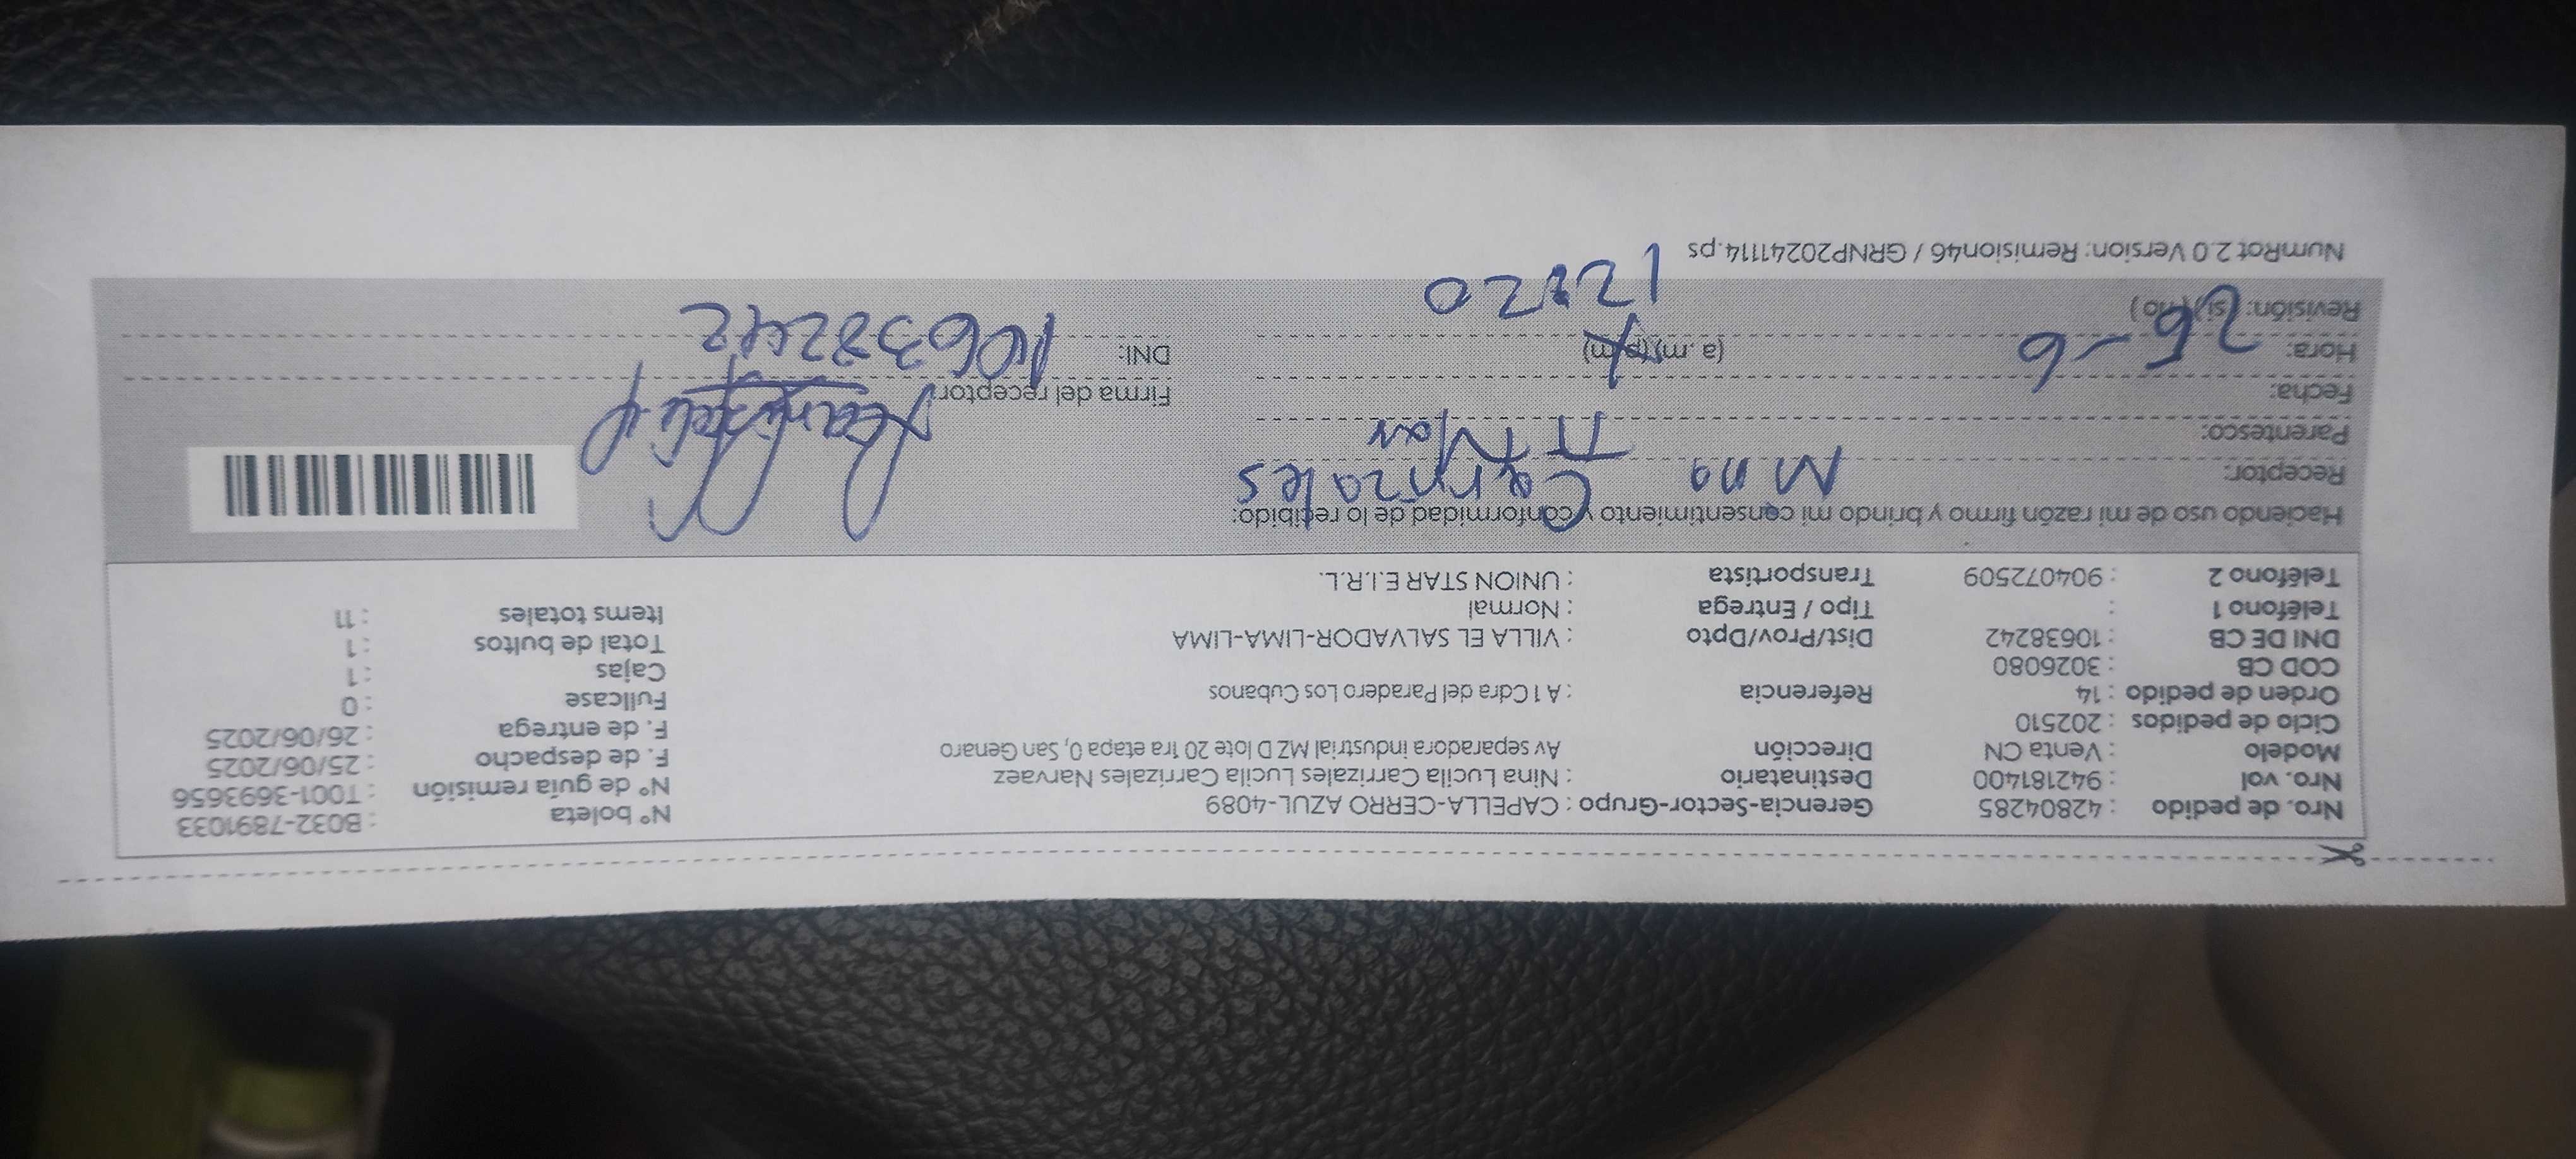 Nro. de pedido : 42804285 Gerencia-Sector-Grupo : CAPELLA-CERRO AZUL-4089 N° boleta : B032-7891033
Nro. vol : 942181400 Destinatario : Nina Lucila Carrizales Lucila Carrizales Narvaez N° de guía remisión : T001-3693656
Modelo : Venta CN Dirección Av separadora industrial MZ D lote 20 1ra etapa 0, San Genaro F. de despacho : 25/06/2025
Ciclo de pedidos : 202510 F. de entrega : 26/06/2025
Orden de pedido : 14 Referencia : A 1 Cdra del Paradero Los Cubanos Fullcase : 0
COD CB : 3026080 Cajas : 1
DNI DE CB : 10638242 Dist/Prov/Dpto : VILLA EL SALVADOR-LIMA-LIMA Total de bultos : 1
Teléfono 1 : Tipo / Entrega : Normal Items totales : 11
Teléfono 2 : 904072509 Transportista : UNION STAR E.I.R.L.
Haciendo uso de mi razón firmo y brindo mi consentimiento y conformidad de lo recibido:
Receptor:
Parentesco:
Fecha: 26-6 Firma del receptor
Hora: (a.m) (p.m) DNI: 10638242
Revisión: (si) (no) 12:20
NumRot 2.0 Version: Remision46 / GRNP20241114.ps